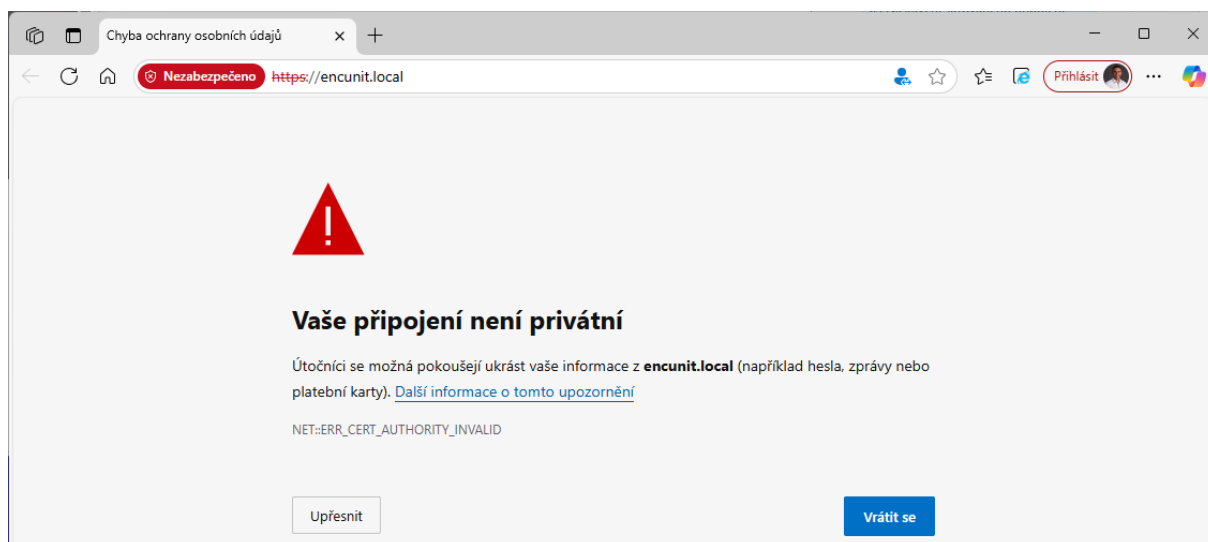 Chyba ochrany osobních údajů
Nezabezpečeno https://encunit.local
Přihlásit
Vaše připojení není privátní
Útočníci se možná pokoušejí ukrást vaše informace z encunit.local (například hesla, zprávy nebo
platební karty). Další informace o tomto upozornění
NET::ERR_CERT_AUTHORITY_INVALID
Upřesnit
Vrátit se